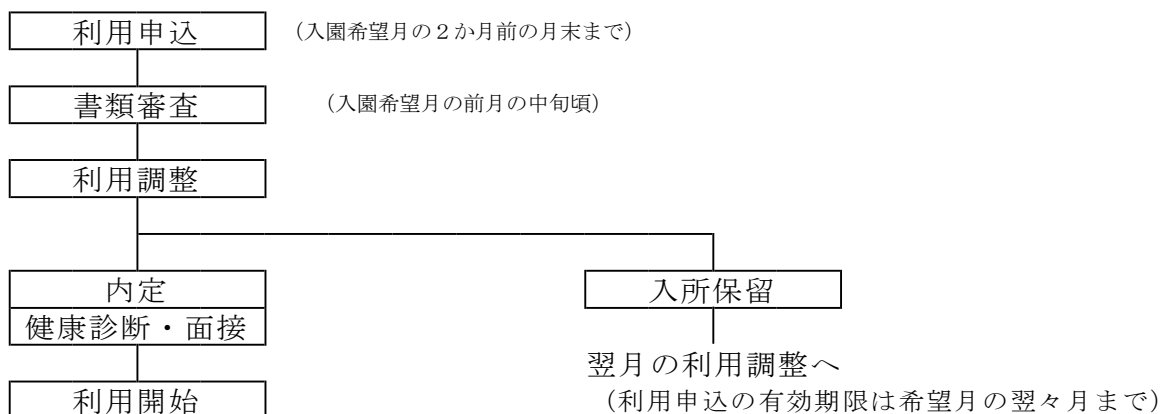 利用申込 （入園希望月の２か月前の月末まで）
書類審査 （入園希望月の前月の中旬頃）
利用調整
内定 入所保留
健康診断・面接
翌月の利用調整へ
利用開始 （利用申込の有効期限は希望月の翌々月まで）